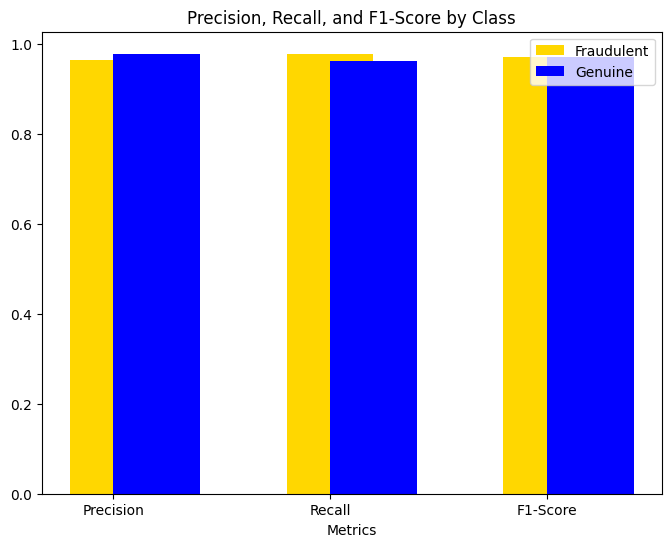 Precision, Recall, and F1-Score by Class
1.0
0.8
0.6
0.4
0.2
0.0
Fraudulent
Genuine
Precision
Recall
F1-Score
Metrics